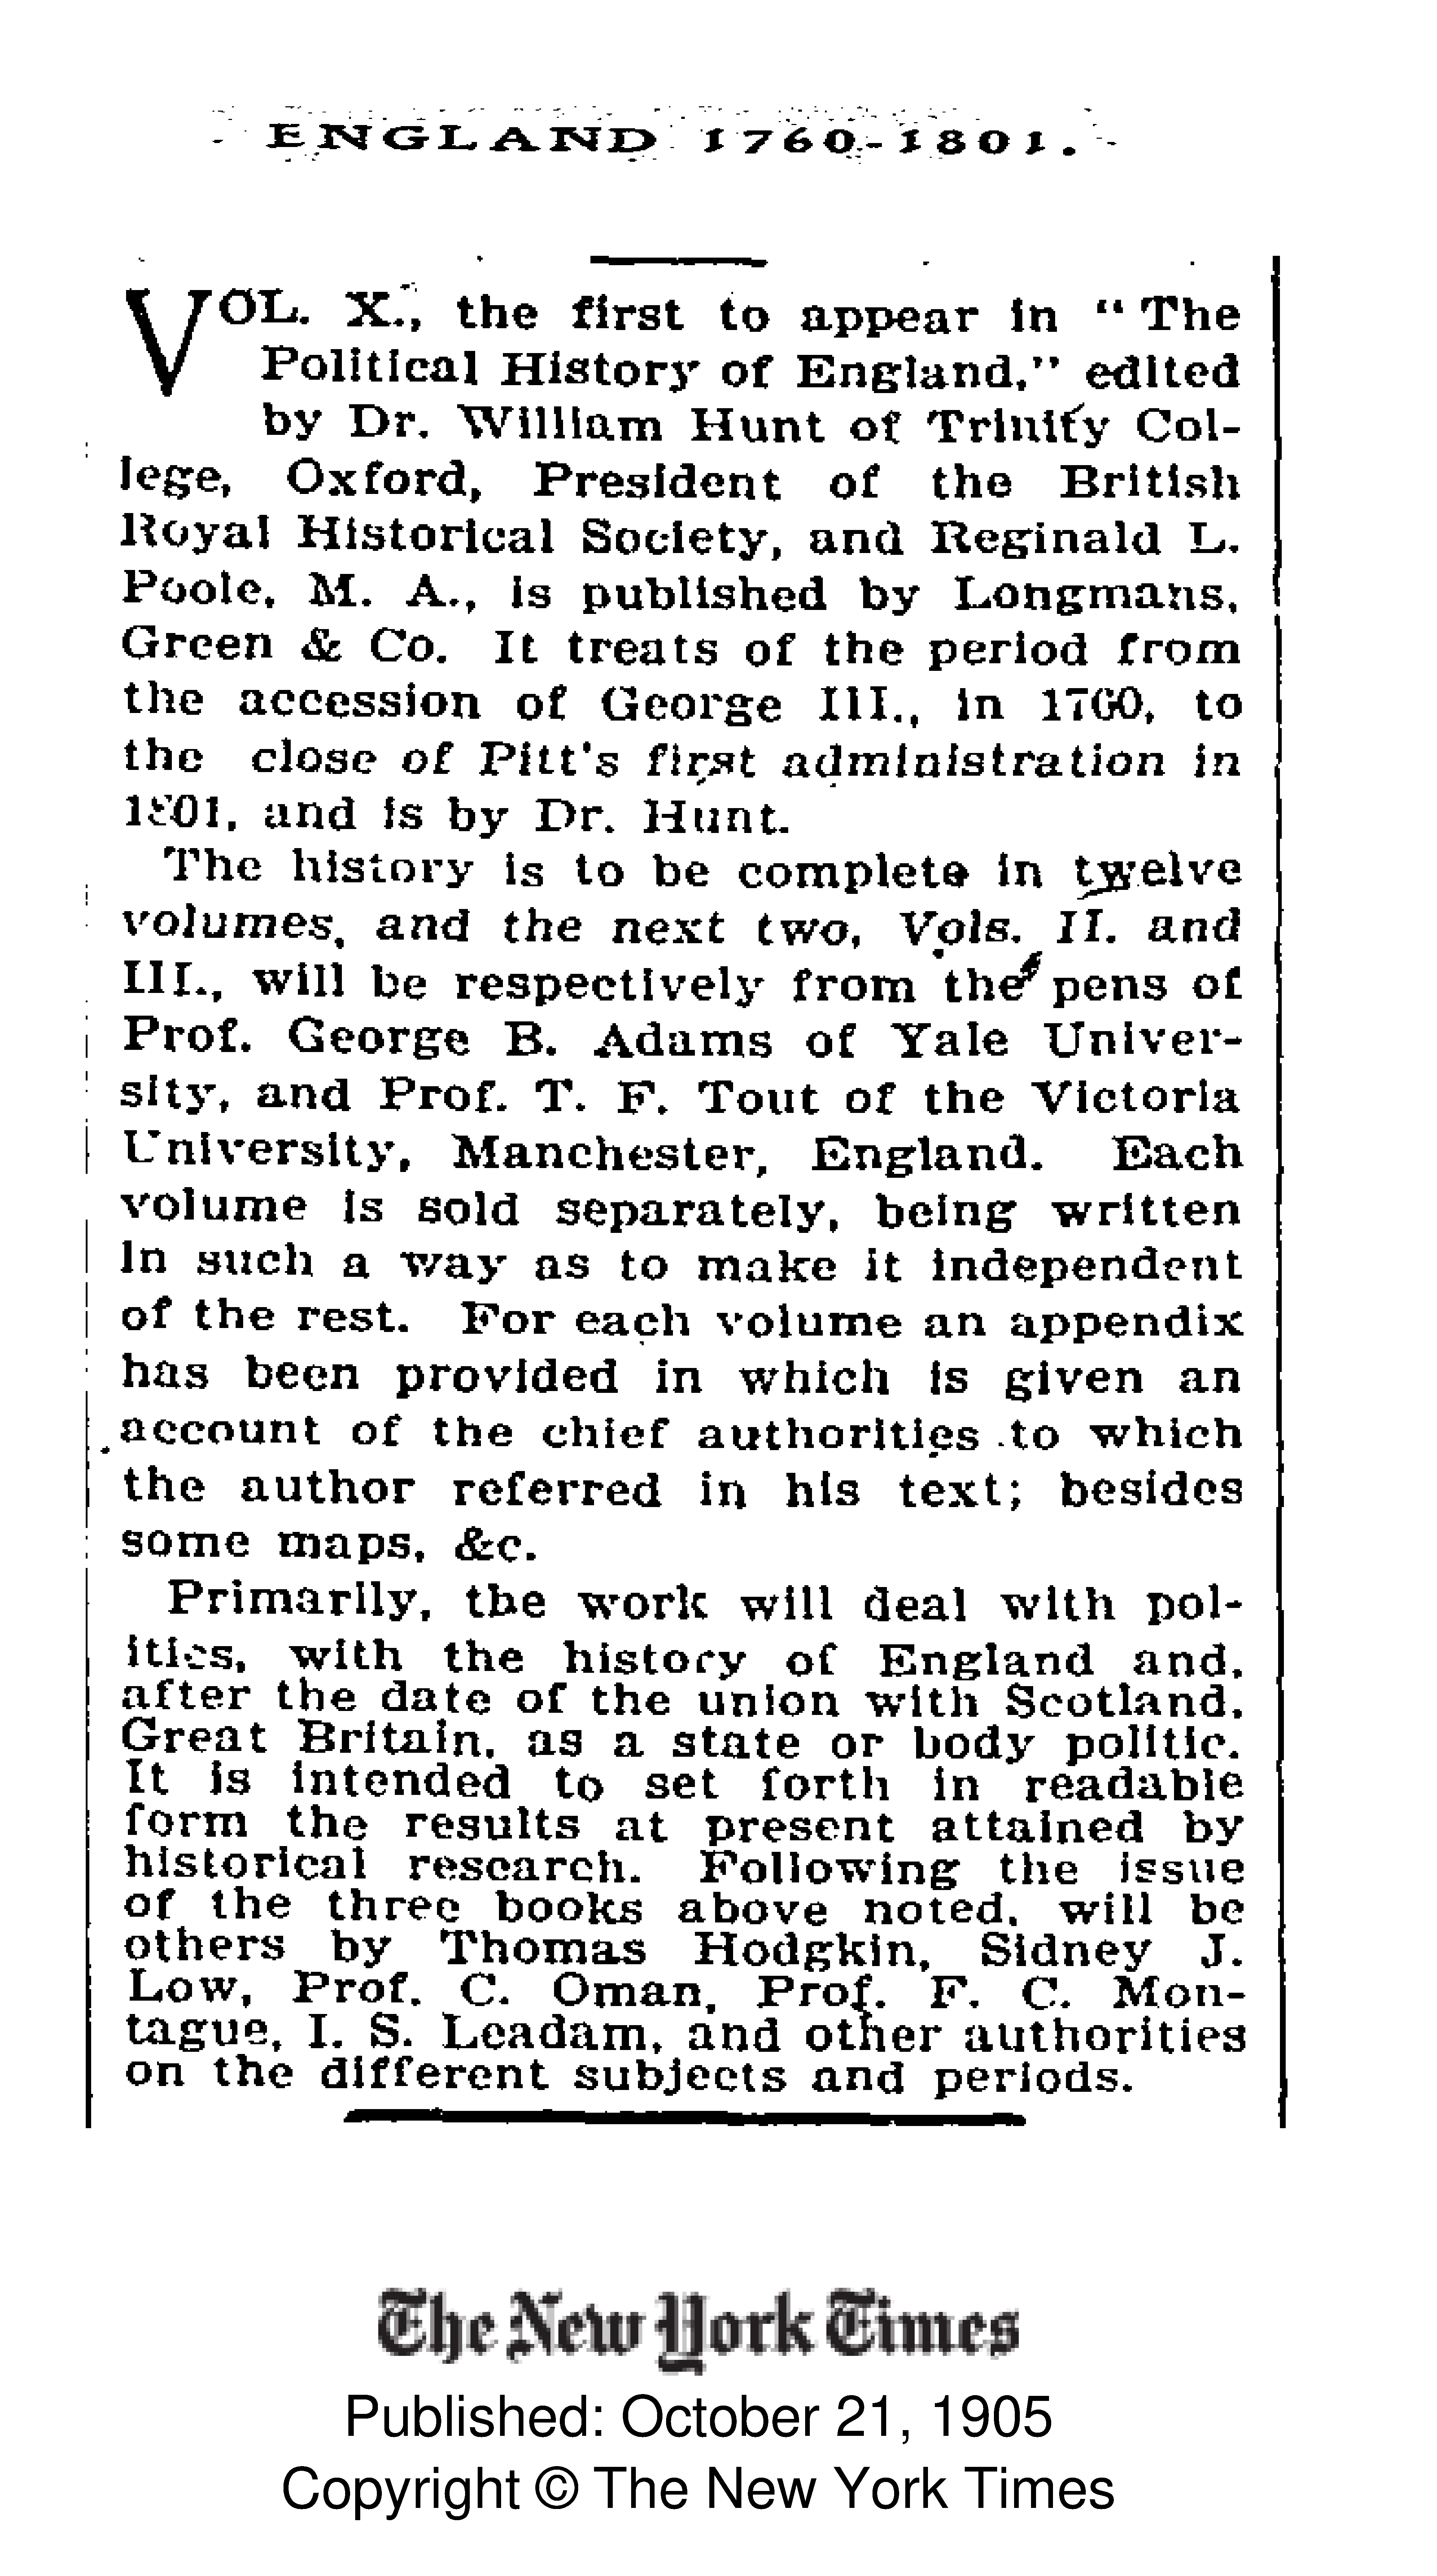 ENGLAND 1760-1801.
VOL. X., the first to appear in "The
Political History of England," edited
by Dr. William Hunt of Trinity Col-
lege, Oxford, President of the British
Royal Historical Society, and Reginald L.
Poole, M. A., is published by Longmans,
Green & Co. It treats of the period from
the accession of George III., in 1760, to
the close of Pitt's first administration in
1801, and is by Dr. Hunt.
The history is to be complete in twelve
volumes, and the next two, Vols. II. and
III., will be respectively from the pens of
Prof. George B. Adams of Yale Univer-
sity, and Prof. T. F. Tout of the Victoria
University, Manchester, England. Each
volume is sold separately, being written
in such a way as to make it independent
of the rest. For each volume an appendix
has been provided in which is given an
account of the chief authorities to which
the author referred in his text; besides
some maps, &c.
Primarily, the work will deal with pol-
itics, with the history of England and,
after the date of the union with Scotland,
Great Britain, as a state or body politic.
It is intended to set forth in readable
form the results at present attained by
historical research. Following the issue
of the three books above noted, will be
others by Thomas Hodgkin, Sidney J.
Low, Prof. C. Oman, Prof. F. C. Mon-
tague, I. S. Leadam, and other authorities
on the different subjects and periods.
The New York Times
Published: October 21, 1905
Copyright © The New York Times